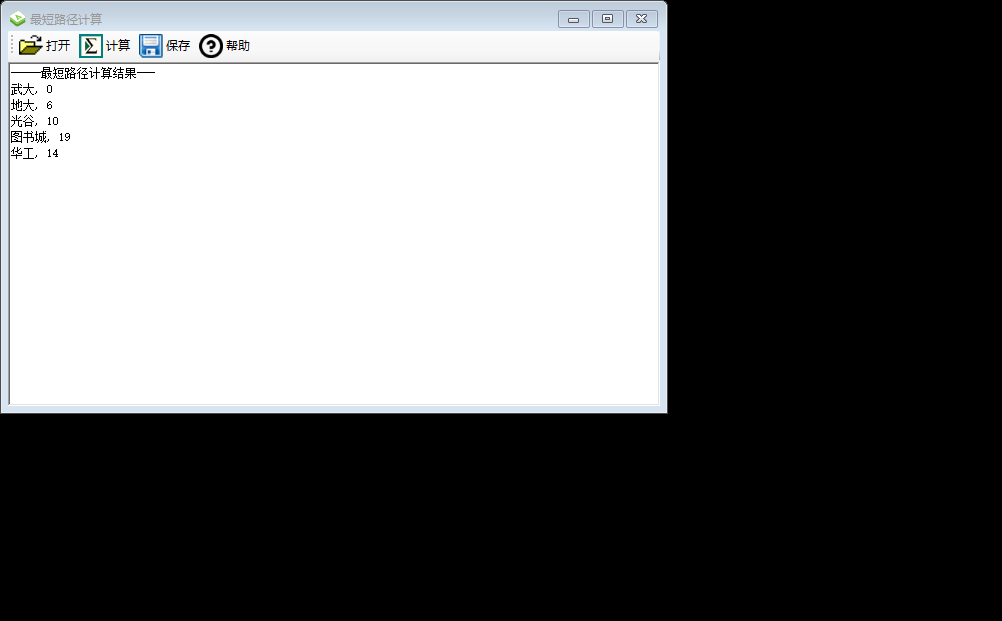 最短路径计算
打开 计算 保存 帮助
-----最短路径计算结果---
武大, 0
地大, 6
光谷, 10
图书城, 19
华工, 14